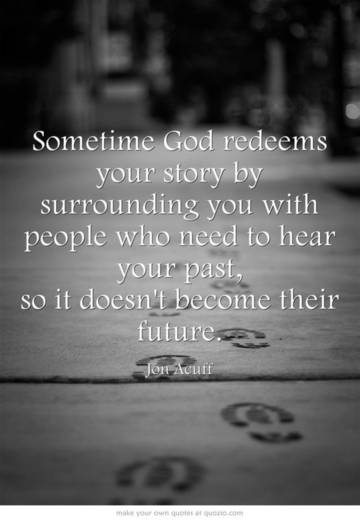 Sometime God redeems
your story by
surrounding you with
people who need to hear
your past,
so it doesn't become their
future.
Jon Acuff
make your own quotes at quozio.com